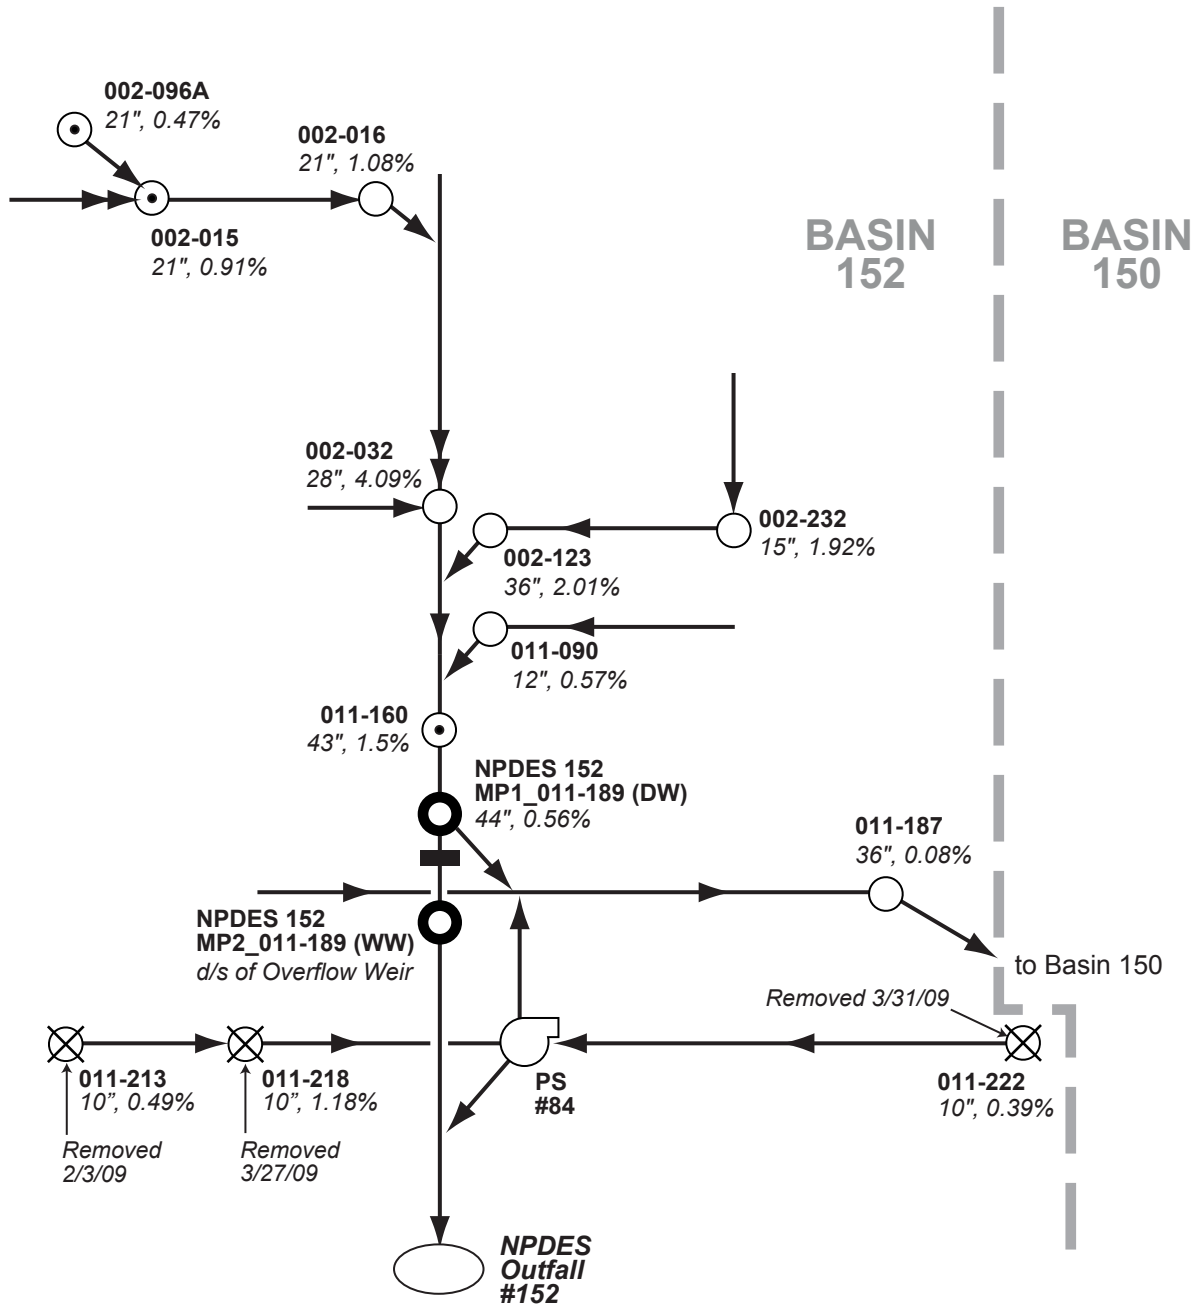 002-096A
21", 0.47%
002-016
21", 1.08%
002-015
21", 0.91%
BASIN
152
BASIN
150
002-032
28", 4.09%
002-232
15", 1.92%
002-123
36", 2.01%
011-090
12", 0.57%
011-160
43", 1.5%
NPDES 152
MP1_011-189 (DW)
44", 0.56%
011-187
36", 0.08%
NPDES 152
MP2_011-189 (WW)
d/s of Overflow Weir
to Basin 150
Removed 3/31/09
011-213
10”, 0.49%
011-218
10”, 1.18%
PS
#84
011-222
10", 0.39%
Removed
2/3/09
Removed
3/27/09
NPDES
Outfall
#152